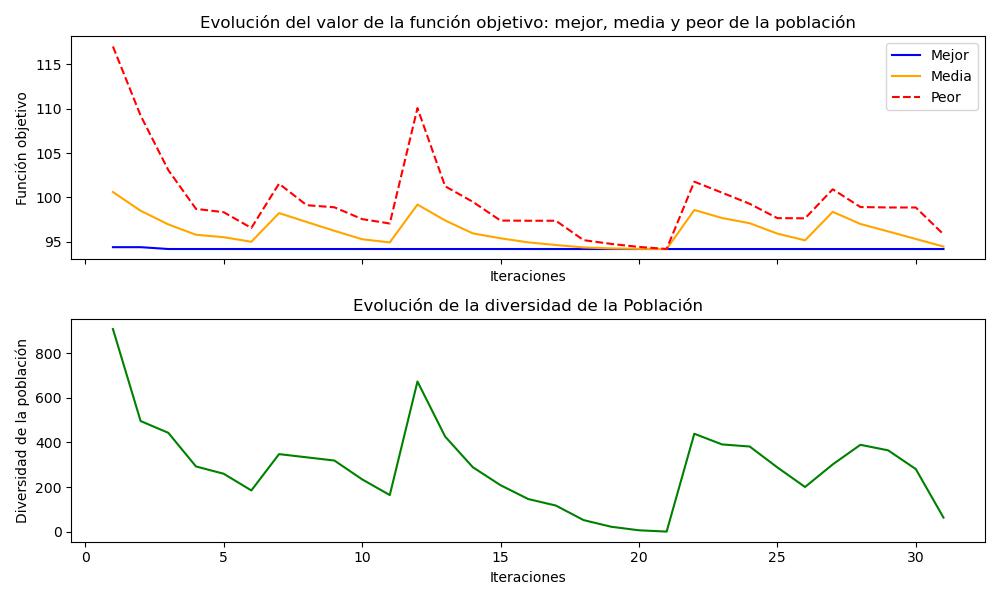 Evolución del valor de la función objetivo: mejor, media y peor de la población
Función objetivo
115
110
105
100
95
Mejor
Media
Peor
Iteraciones
Evolución de la diversidad de la Población
Diversidad de la población
800
600
400
200
0
0 5 10 15 20 25 30
Iteraciones